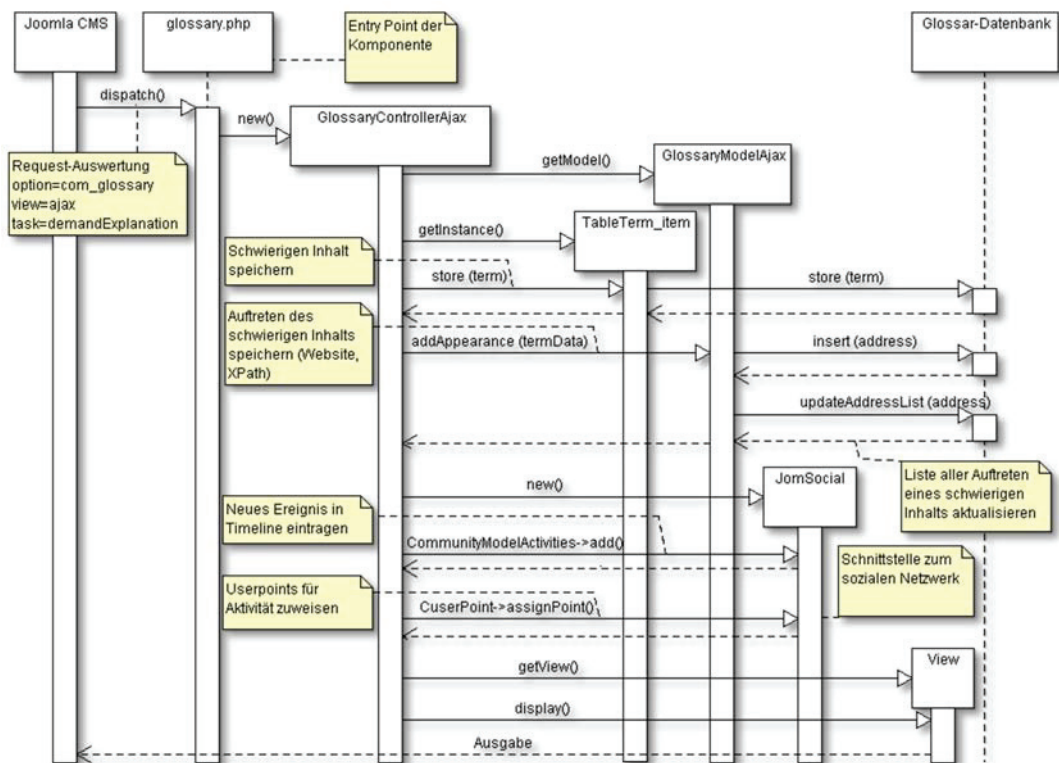 Joomla CMS
glossary.php
Entry Point der
Komponente
Glossar-Datenbank
dispatch()
new()
GlossaryControllerAjax
getModel()
GlossaryModelAjax
Request-Auswertung
option=com_glossary
view=ajax
task=demandExplanation
getInstance()
TableTerm_item
Schwierigen Inhalt
speichern
store (term)
store (term)
Auftreten des
schwierigen Inhalts
speichern (Website,
XPath)
addAppearance (termData)
insert (address)
updateAddressList (address)
Liste aller Auftreten
eines schwierigen
Inhalts aktualisieren
new()
JomSocial
Neues Ereignis in
Timeline eintragen
CommunityModelActivities->add()
Schnittstelle zum
sozialen Netzwerk
Userpoints für
Aktivität zuweisen
CuserPoint->assignPoint()
getView()
View
display()
Ausgabe